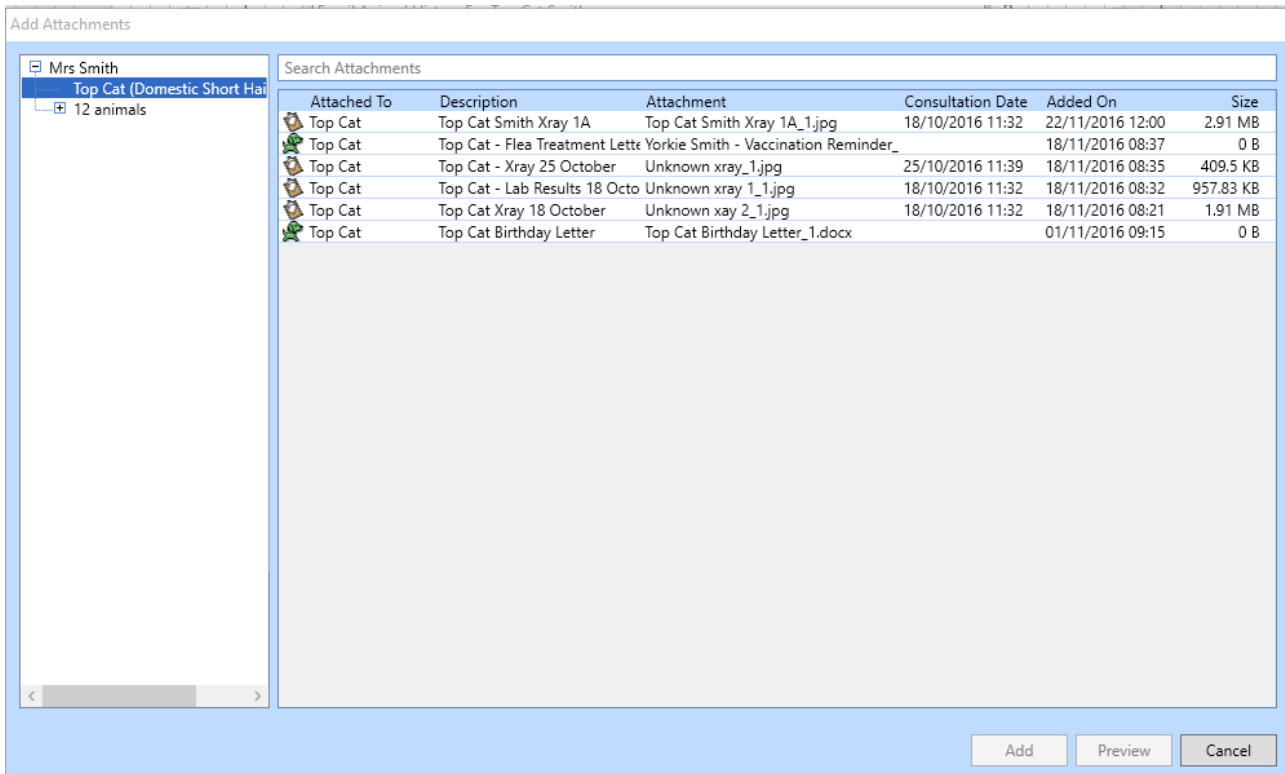 Add Attachments
Mrs Smith
Top Cat (Domestic Short Hai
12 animals
Search Attachments
Attached To Description Attachment Consultation Date Added On Size
Top Cat Top Cat Smith Xray 1A Top Cat Smith Xray 1A_1.jpg 18/10/2016 11:32 22/11/2016 12:00 2.91 MB
Top Cat Top Cat - Flea Treatment Lette Yorkie Smith - Vaccination Reminder_ 18/11/2016 08:37 0 B
Top Cat Top Cat - Xray 25 October Unknown xray_1.jpg 25/10/2016 11:39 18/11/2016 08:35 409.5 KB
Top Cat Top Cat - Lab Results 18 Octo Unknown xray 1_1.jpg 18/10/2016 11:32 18/11/2016 08:32 957.83 KB
Top Cat Top Cat Xray 18 October Unknown xay 2_1.jpg 18/10/2016 11:32 18/11/2016 08:21 1.91 MB
Top Cat Top Cat Birthday Letter Top Cat Birthday Letter_1.docx 01/11/2016 09:15 0 B
Add Preview Cancel